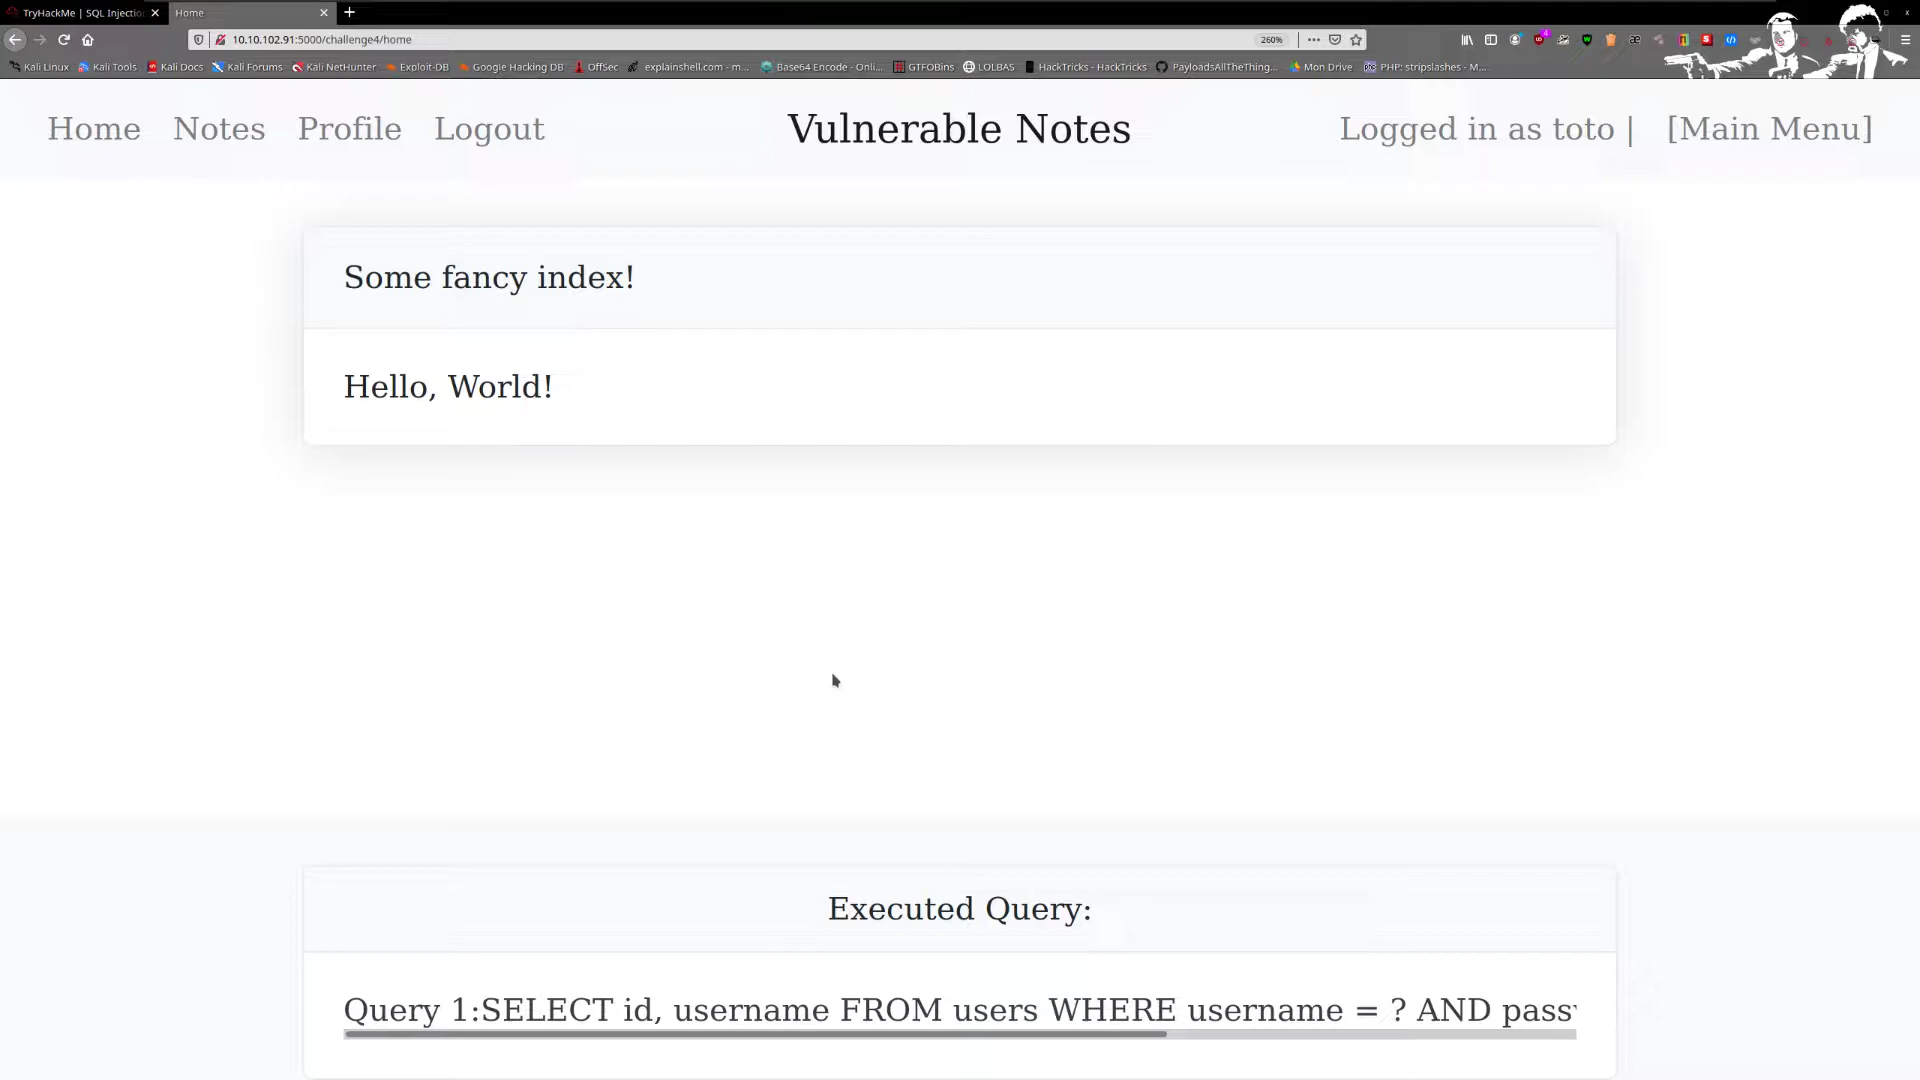 TryHackMe | SQL Injectio
Home
10.10.102.91:5000/challenge4/home
260%
4
Kali Linux
Kali Tools
Kali Docs
Kali Forums
Kali NetHunter
Exploit-DB
Google Hacking DB
OffSec
explainshell.com - m...
Base64 Encode - Onli...
GTFOBins
LOLBAS
HackTricks - HackTricks
PayloadsAllTheThing...
Mon Drive
PHP: stripslashes - M...
Home Notes Profile Logout
Vulnerable Notes
Logged in as toto | [Main Menu]
Some fancy index!
Hello, World!
Executed Query:
Query 1:SELECT id, username FROM users WHERE username = ? AND pass